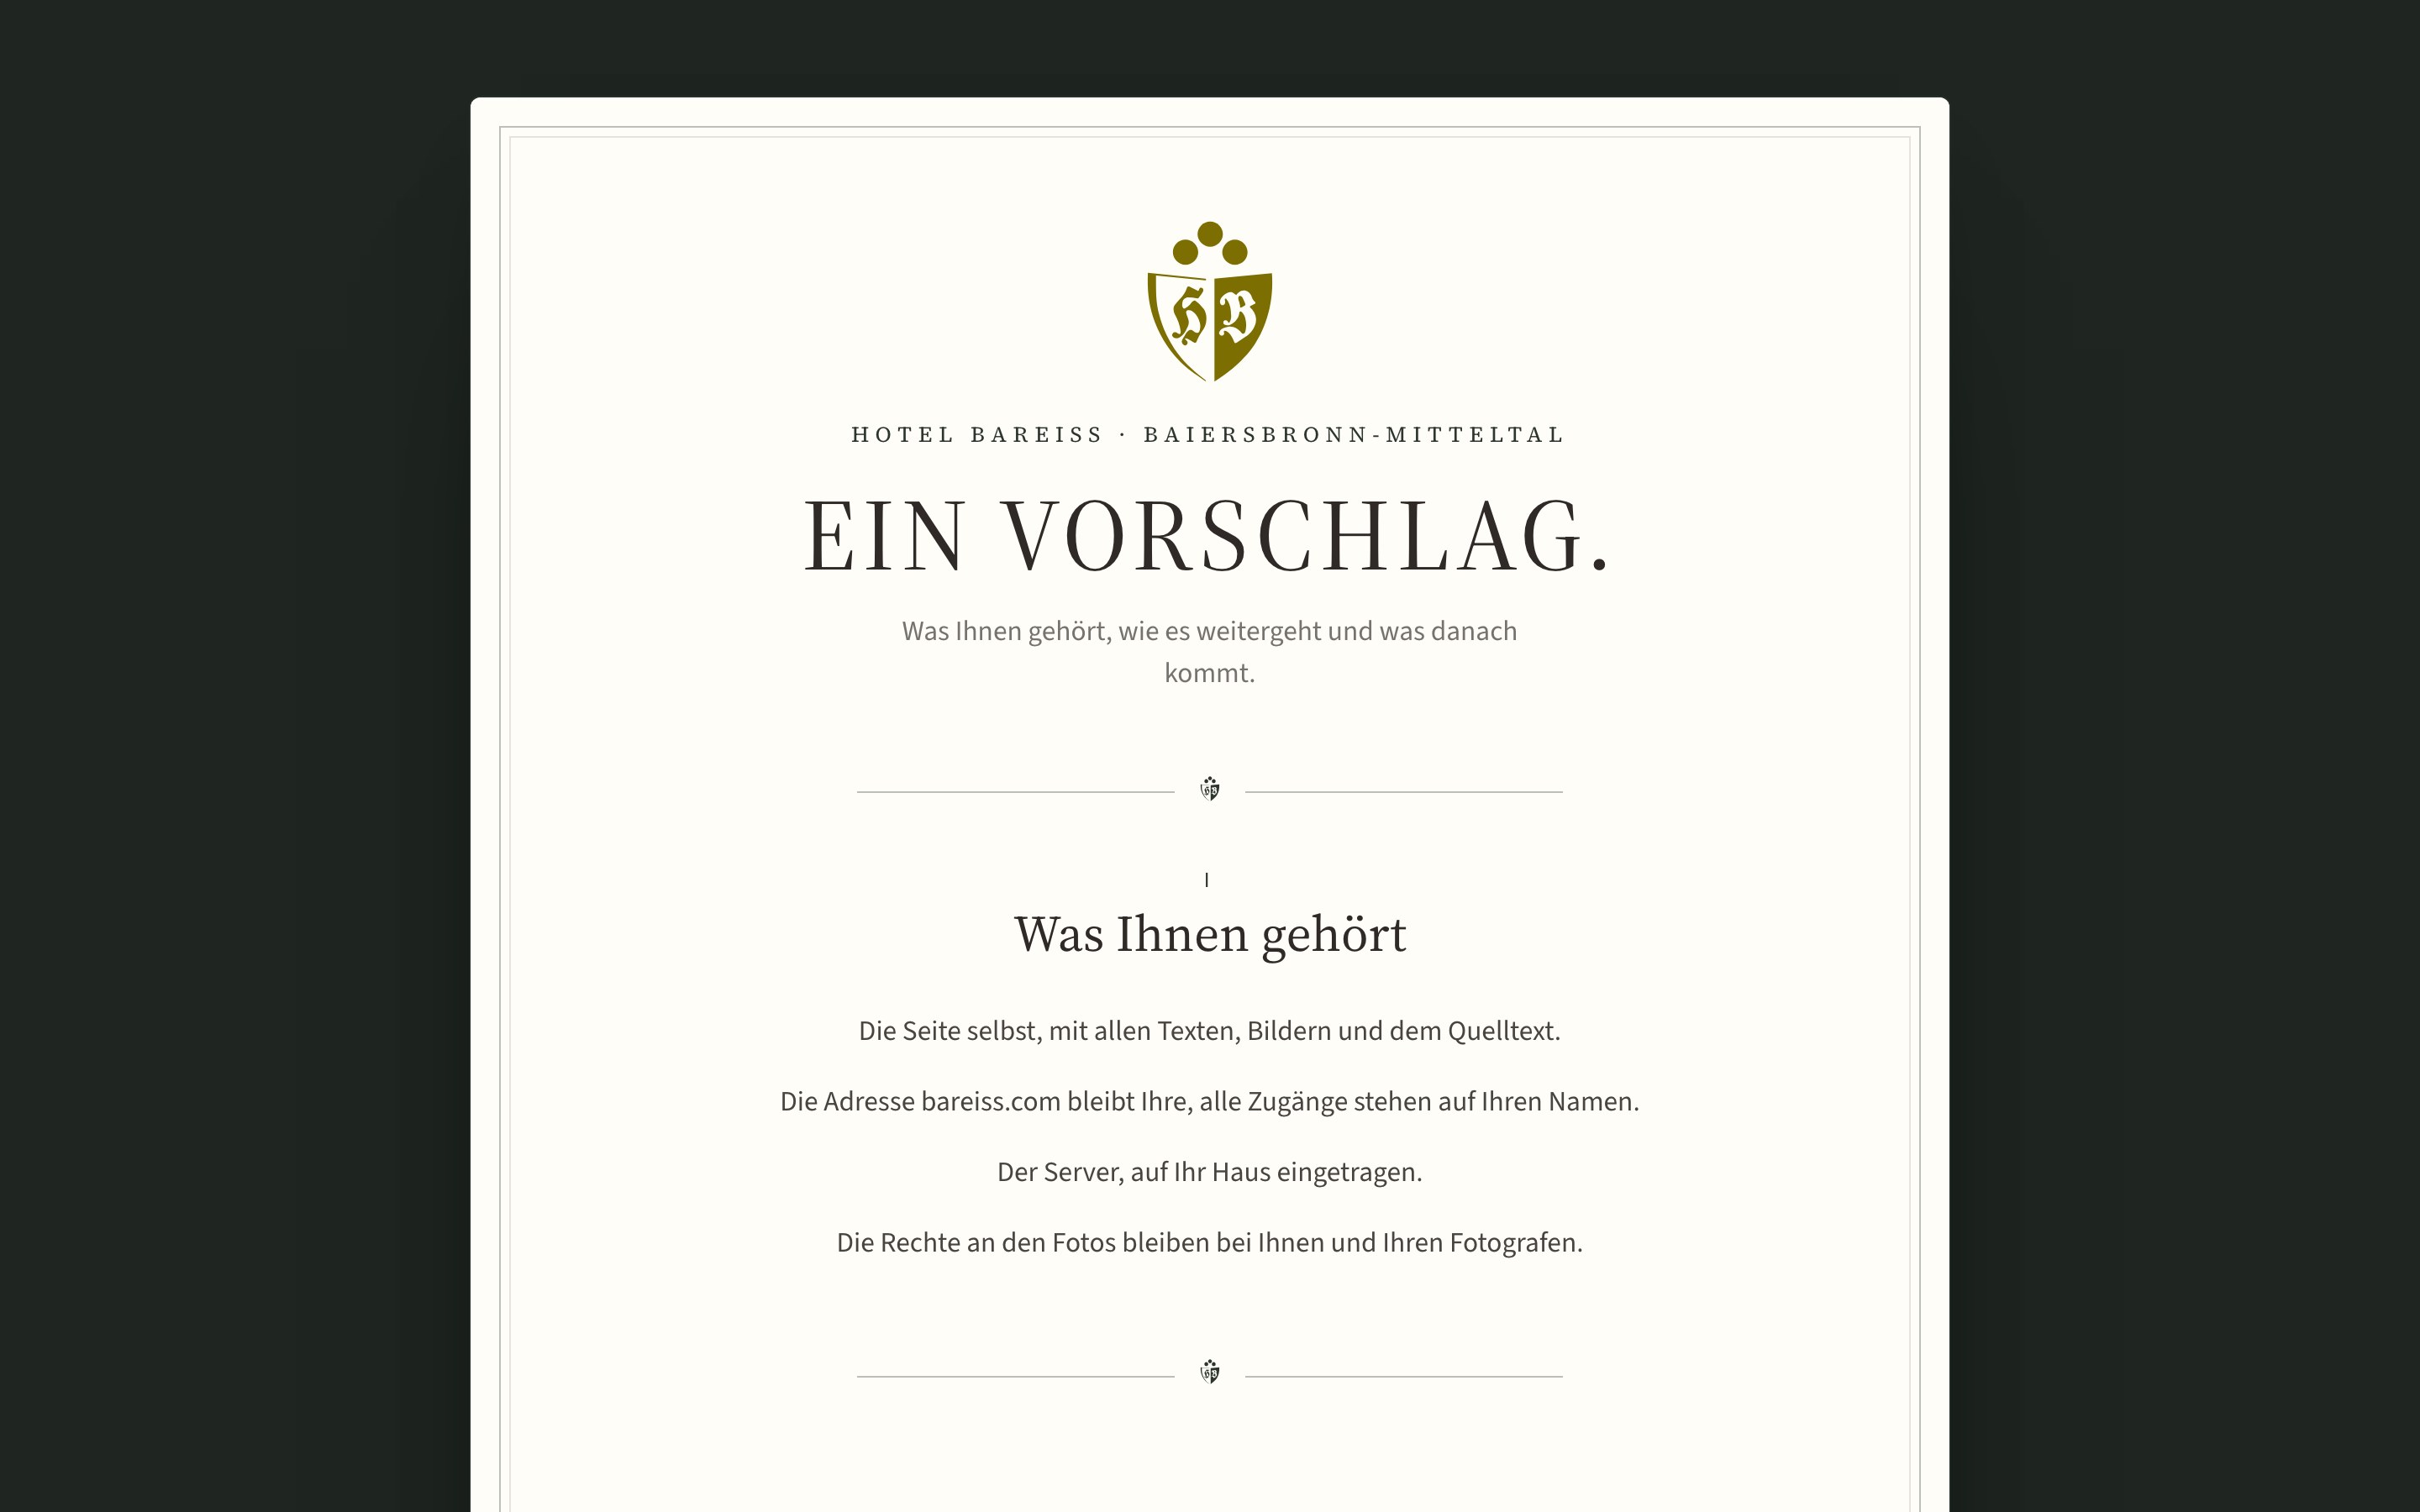 HB
HOTEL BAREISS · BAIERSBRONN-MITTELTAL
EIN VORSCHLAG.
Was Ihnen gehört, wie es weitergeht und was danach
kommt.
HB
I
Was Ihnen gehört
Die Seite selbst, mit allen Texten, Bildern und dem Quelltext.
Die Adresse bareiss.com bleibt Ihre, alle Zugänge stehen auf Ihren Namen.
Der Server, auf Ihr Haus eingetragen.
Die Rechte an den Fotos bleiben bei Ihnen und Ihren Fotografen.
HB